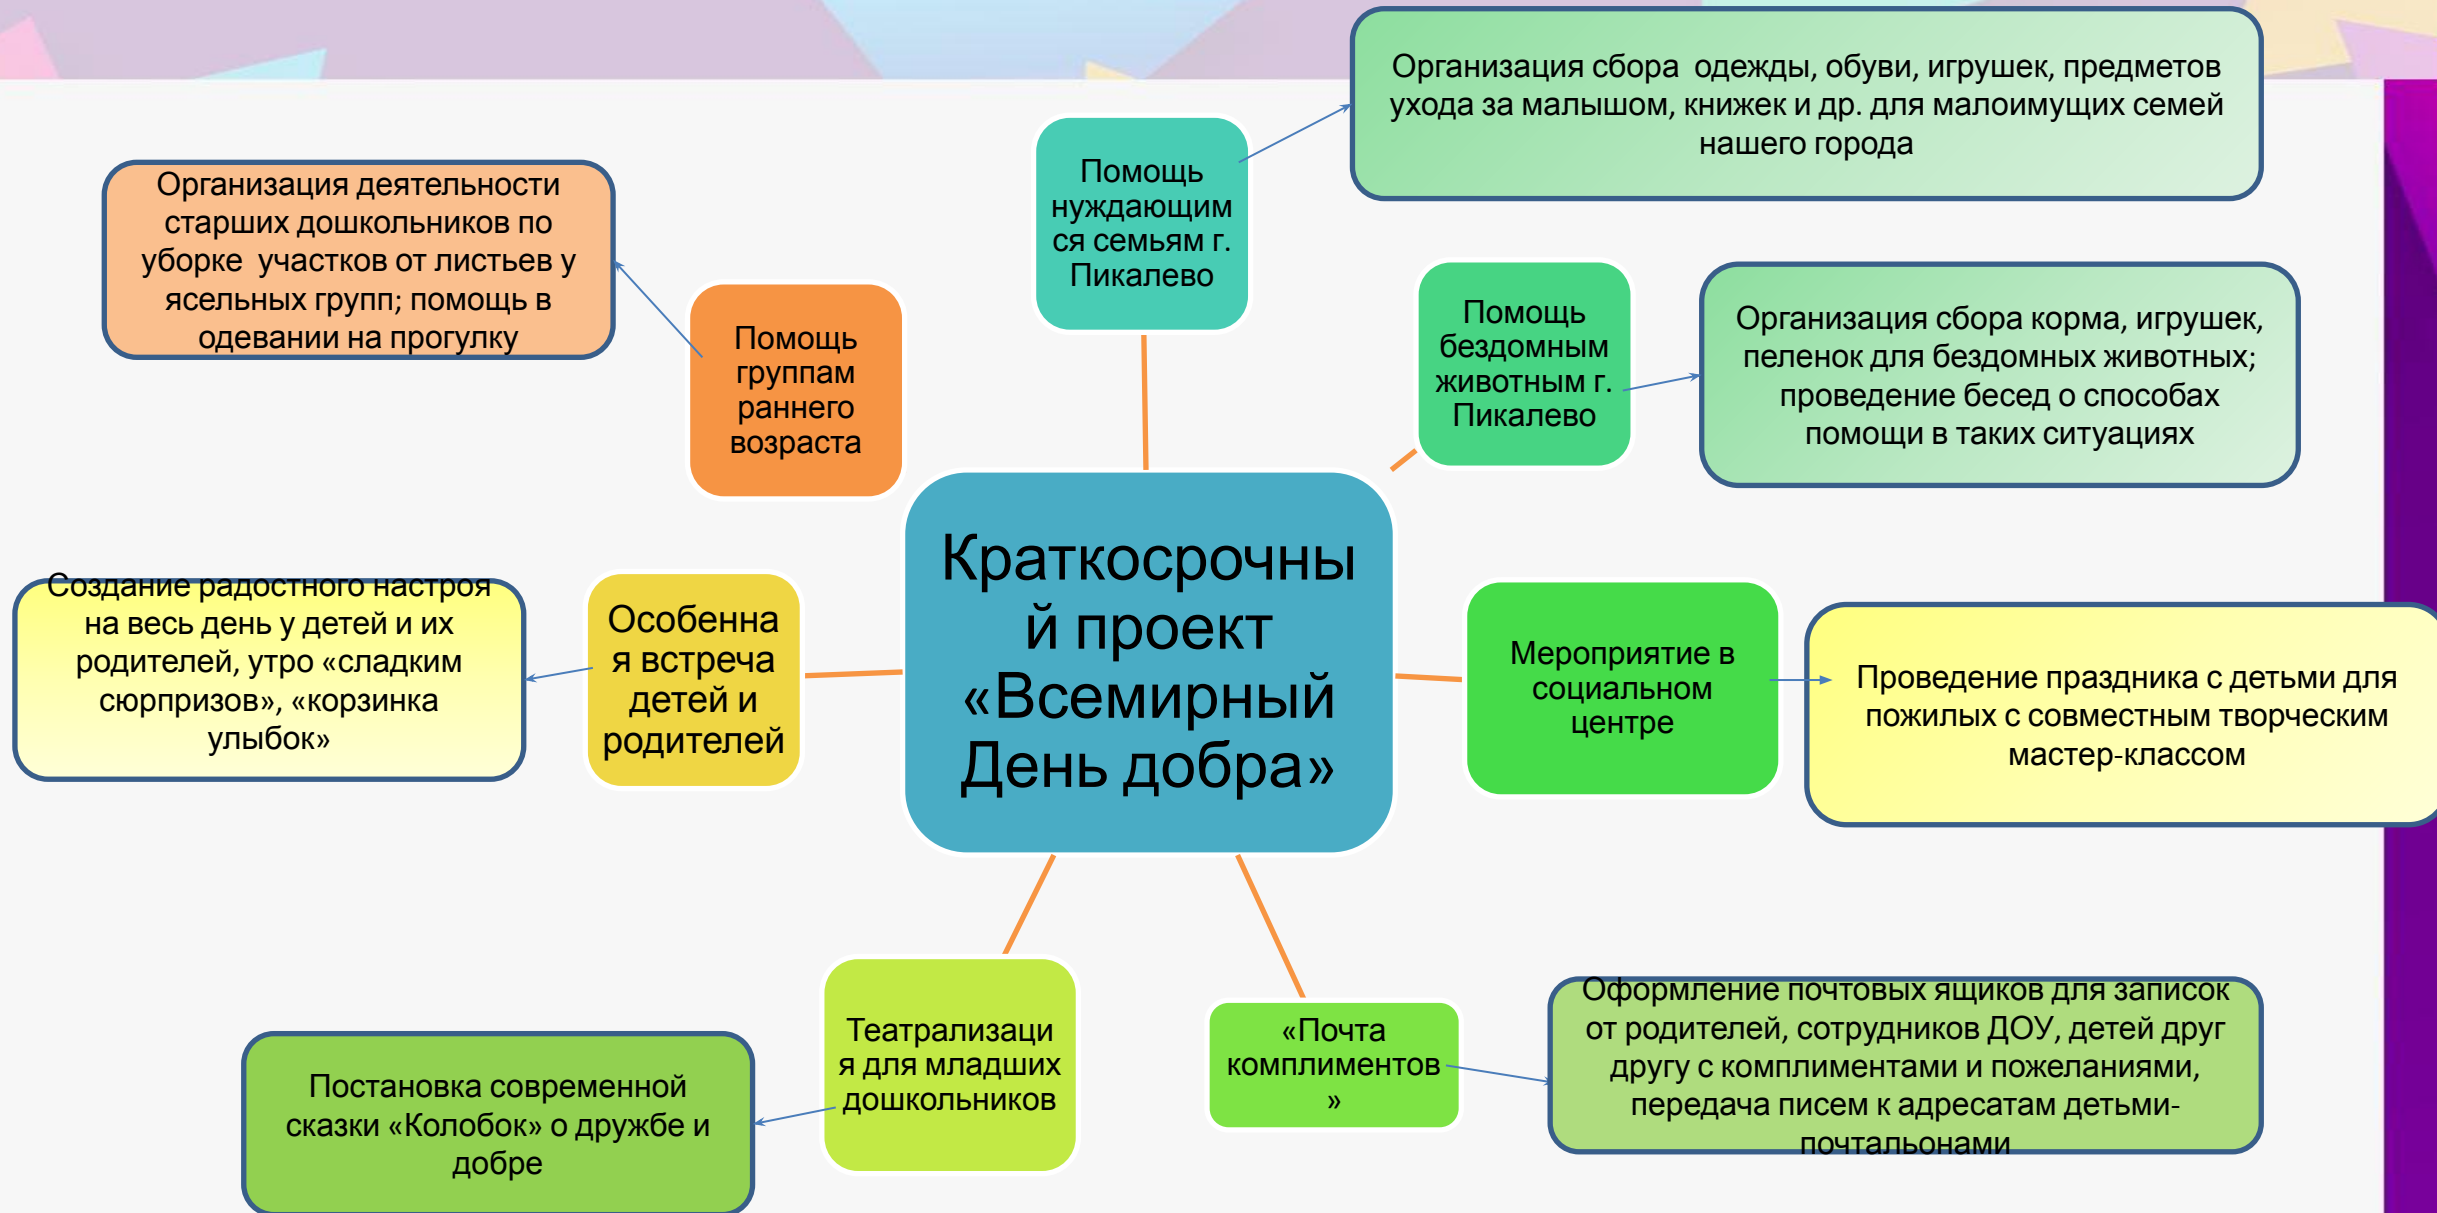 Организация сбора  одежды, обуви, игрушек, предметов
ухода за малышом, книжек и др. для малоимущих семей
нашего города
Помощь
нуждающим
ся семьям г.
Пикалево
Организация деятельности
старших дошкольников по
уборке  участков от листьев у
ясельных групп; помощь в
одевании на прогулку
Помощь
группам
раннего
возраста
Помощь
бездомным
животным г.
Пикалево
Организация сбора корма, игрушек,
пеленок для бездомных животных;
проведение бесед о способах
помощи в таких ситуациях
Краткосрочны
й проект
«Всемирный
День добра»
Создание радостного настроя
на весь день у детей и их
родителей, утро «сладким
сюрпризов», «корзинка
улыбок»
Особенна
я встреча
детей и
родителей
Мероприятие в
социальном
центре
Проведение праздника с детьми для
пожилых с совместным творческим
мастер-классом
Постановка современной
сказки «Колобок» о дружбе и
добре
Театрализаци
я для младших
дошкольников
«Почта
комплиментов
»
Оформление почтовых ящиков для записок
от родителей, сотрудников ДОУ, детей друг
другу с комплиментами и пожеланиями,
передача писем к адресатам детьми-
почтальонами